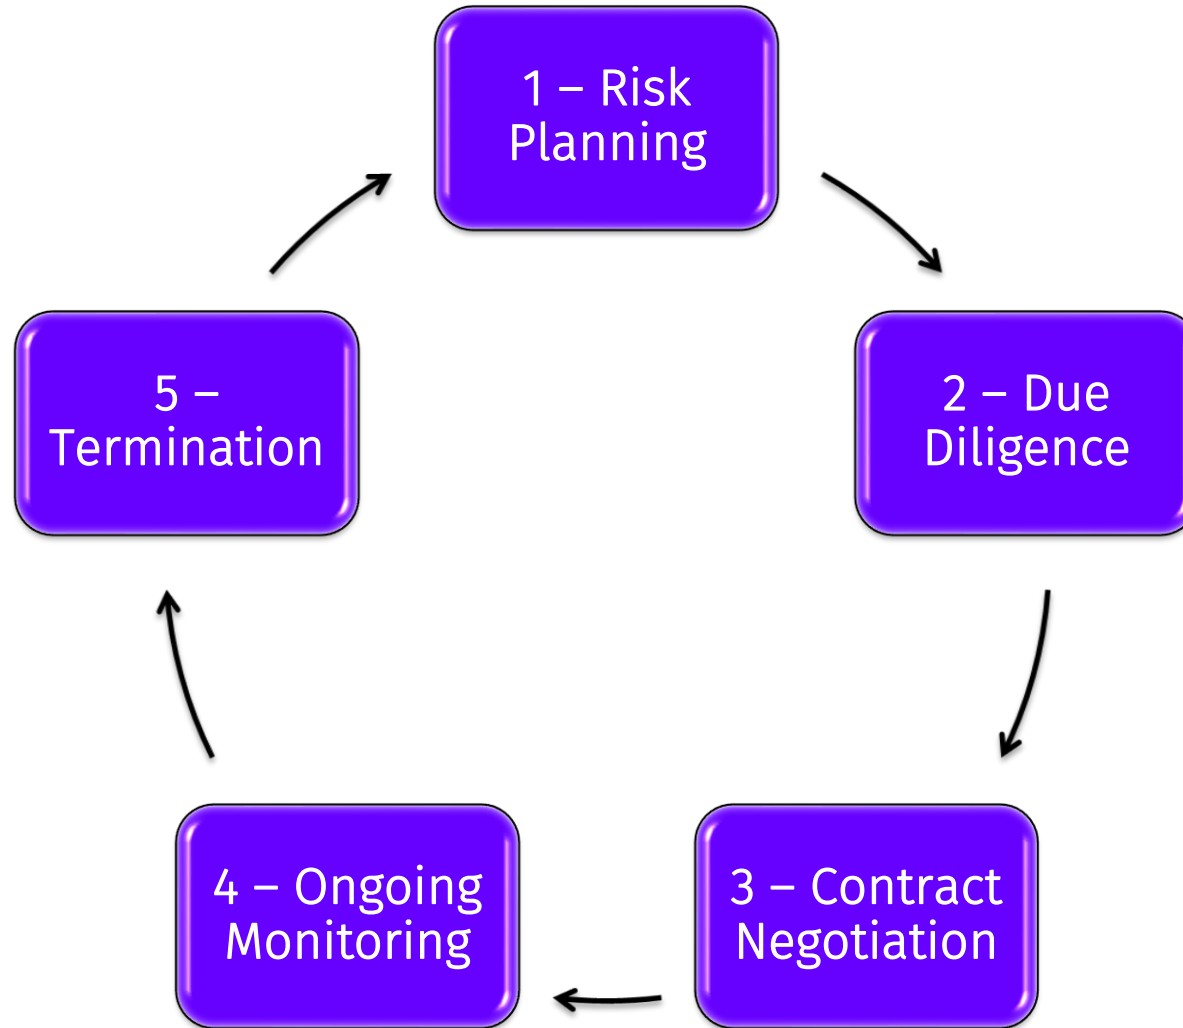 1 – Risk
Planning
2 – Due
Diligence
3 – Contract
Negotiation
4 – Ongoing
Monitoring
5 –
Termination